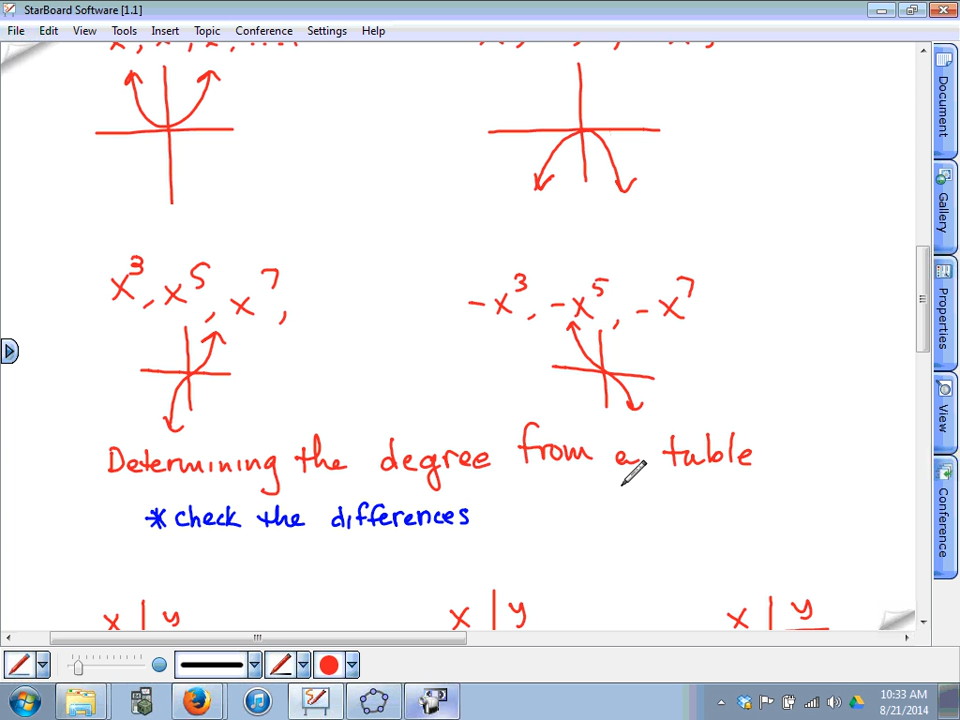 StarBoard Software [1.1]
File Edit View Tools Insert Topic Conference Settings Help
x³, x⁵, x⁷,
-x³, -x⁵, -x⁷
Determining the degree from a table
*check the differences
x | y
x | y
x | y
Document
Gallery
Properties
View
Conference
10:33 AM
8/21/2014